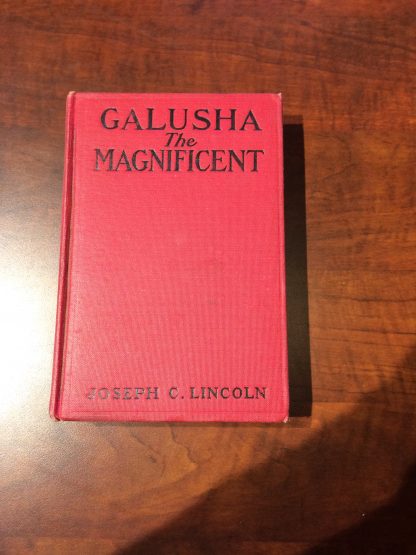 GALUSHA
The
MAGNIFICENT
JOSEPH C. LINCOLN